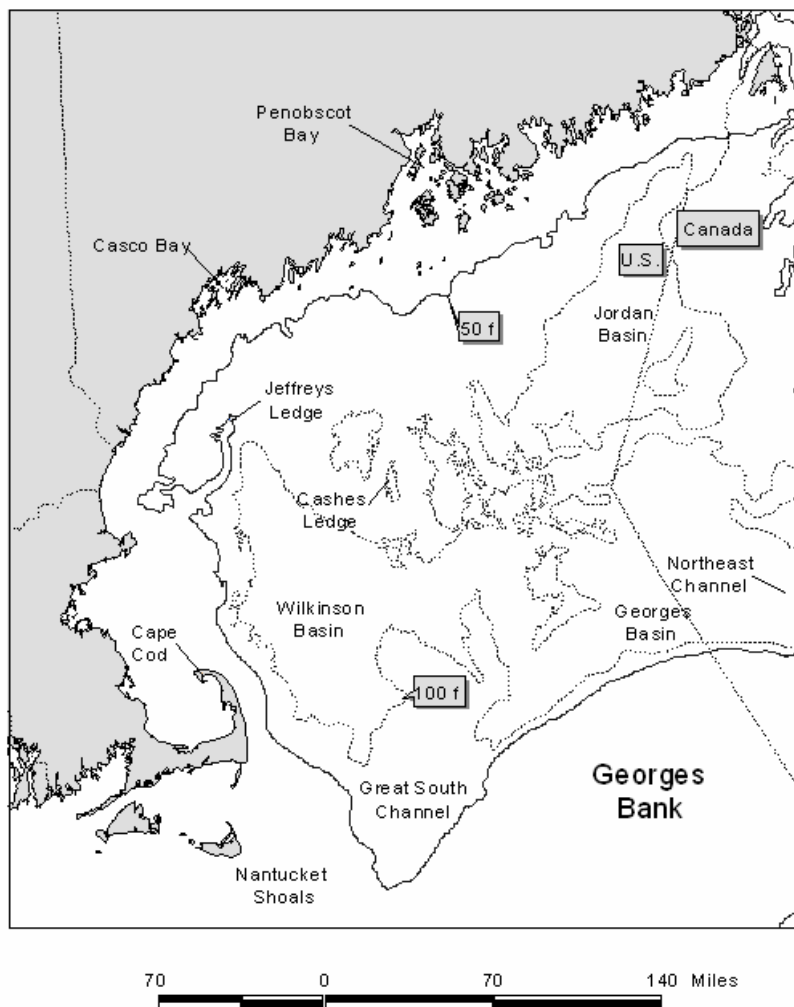 Penobscot
Bay
Canada
Casco Bay
U.S.
Jordan
Basin
50 f
Jeffreys
Ledge
Cashes
Ledge
Northeast
Channel
Wilkinson
Basin
Georges
Basin
Cape
Cod
100 f
Georges
Bank
Great South
Channel
Nantucket
Shoals
70 0 70 140 Miles